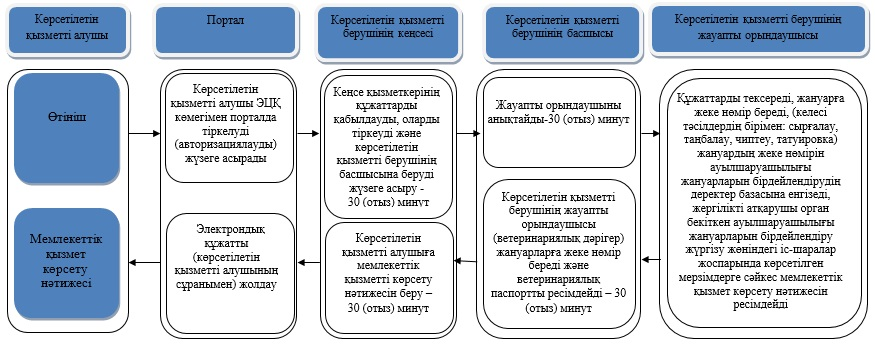 Көрсетілетін
қызметті алушы
Портал
Көрсетілетін қызметті
берушінің кеңсесі
Көрсетілетін қызметті
берушінің басшысы
Көрсетілетін қызметті берушінің
жауапты орындаушысы
Өтініш
Көрсетілетін
қызметті алушы ЭЦҚ
көмегімен порталда
тіркелуді
(авторизациялауды)
жүзеге асырады
Кеңсе қызметкерінің
құжаттарды
қабылдауды, оларды
тіркеуді және
көрсетілетін
қызметті берушінің
басшысына беруді
жүзеге асыру -
30 (отыз) минут
Жауапты орындаушыны
анықтайды-30 (отыз) минут
Құжаттарды тексереді, жануарға
жеке нөмір береді, (келесі
тәсілдердің бірімен: сырғалау,
таңбалау, чиптеу, татуировка)
жануардың жеке нөмірін
ауылшаруашылығы
жануарларын бірдейлендірудің
деректер базасына енгізеді,
жергілікті атқарушы орган
бекіткен ауылшаруашылығы
жануарларын бірдейлендіру
жүргізу жөніндегі іс-шаралар
жоспарында көрсетілген
мерзімдерге сәйкес мемлекеттік
қызмет көрсету нәтижесін
ресімдейді
Мемлекеттік
қызмет
көрсету
нәтижесі
Электрондық
құжатты
(көрсетілетін
қызметті алушының
сұранымен) жолдау
Көрсетілетін
қызметті алушыға
мемлекеттік
қызметті көрсету
нәтижесін беру –
30 (отыз) минут
Көрсетілетін қызметті
берушінің жауапты
орындаушысы
(ветеринариялық дәрігер)
жануарларға жеке нөмір
береді және
ветеринариялық
паспортты ресімдейді – 30
(отыз) минут